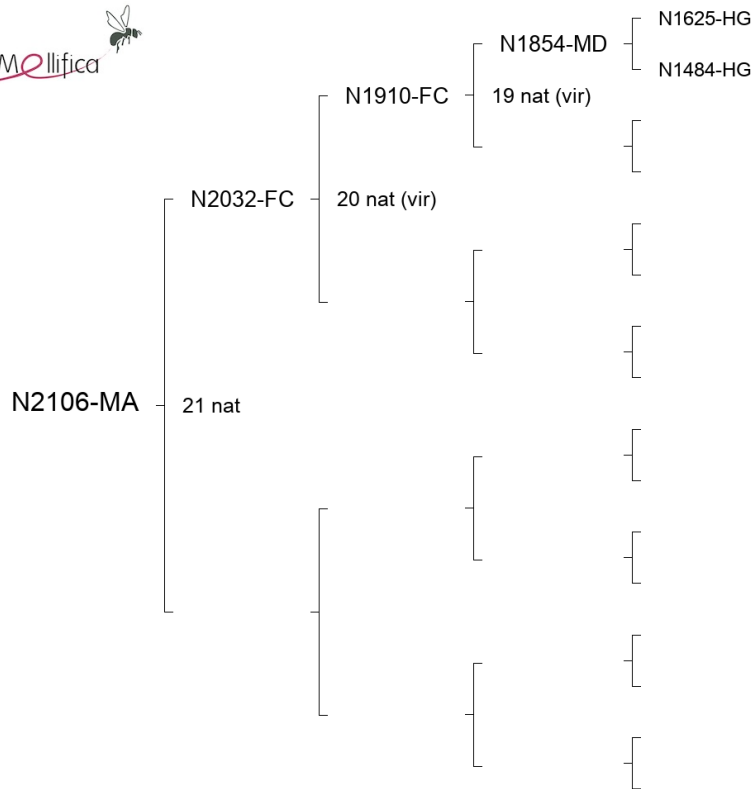 Mellifica
N1625-HG
N1854-MD
N1484-HG
N1910-FC
19 nat (vir)
N2032-FC
20 nat (vir)
N2106-MA
21 nat